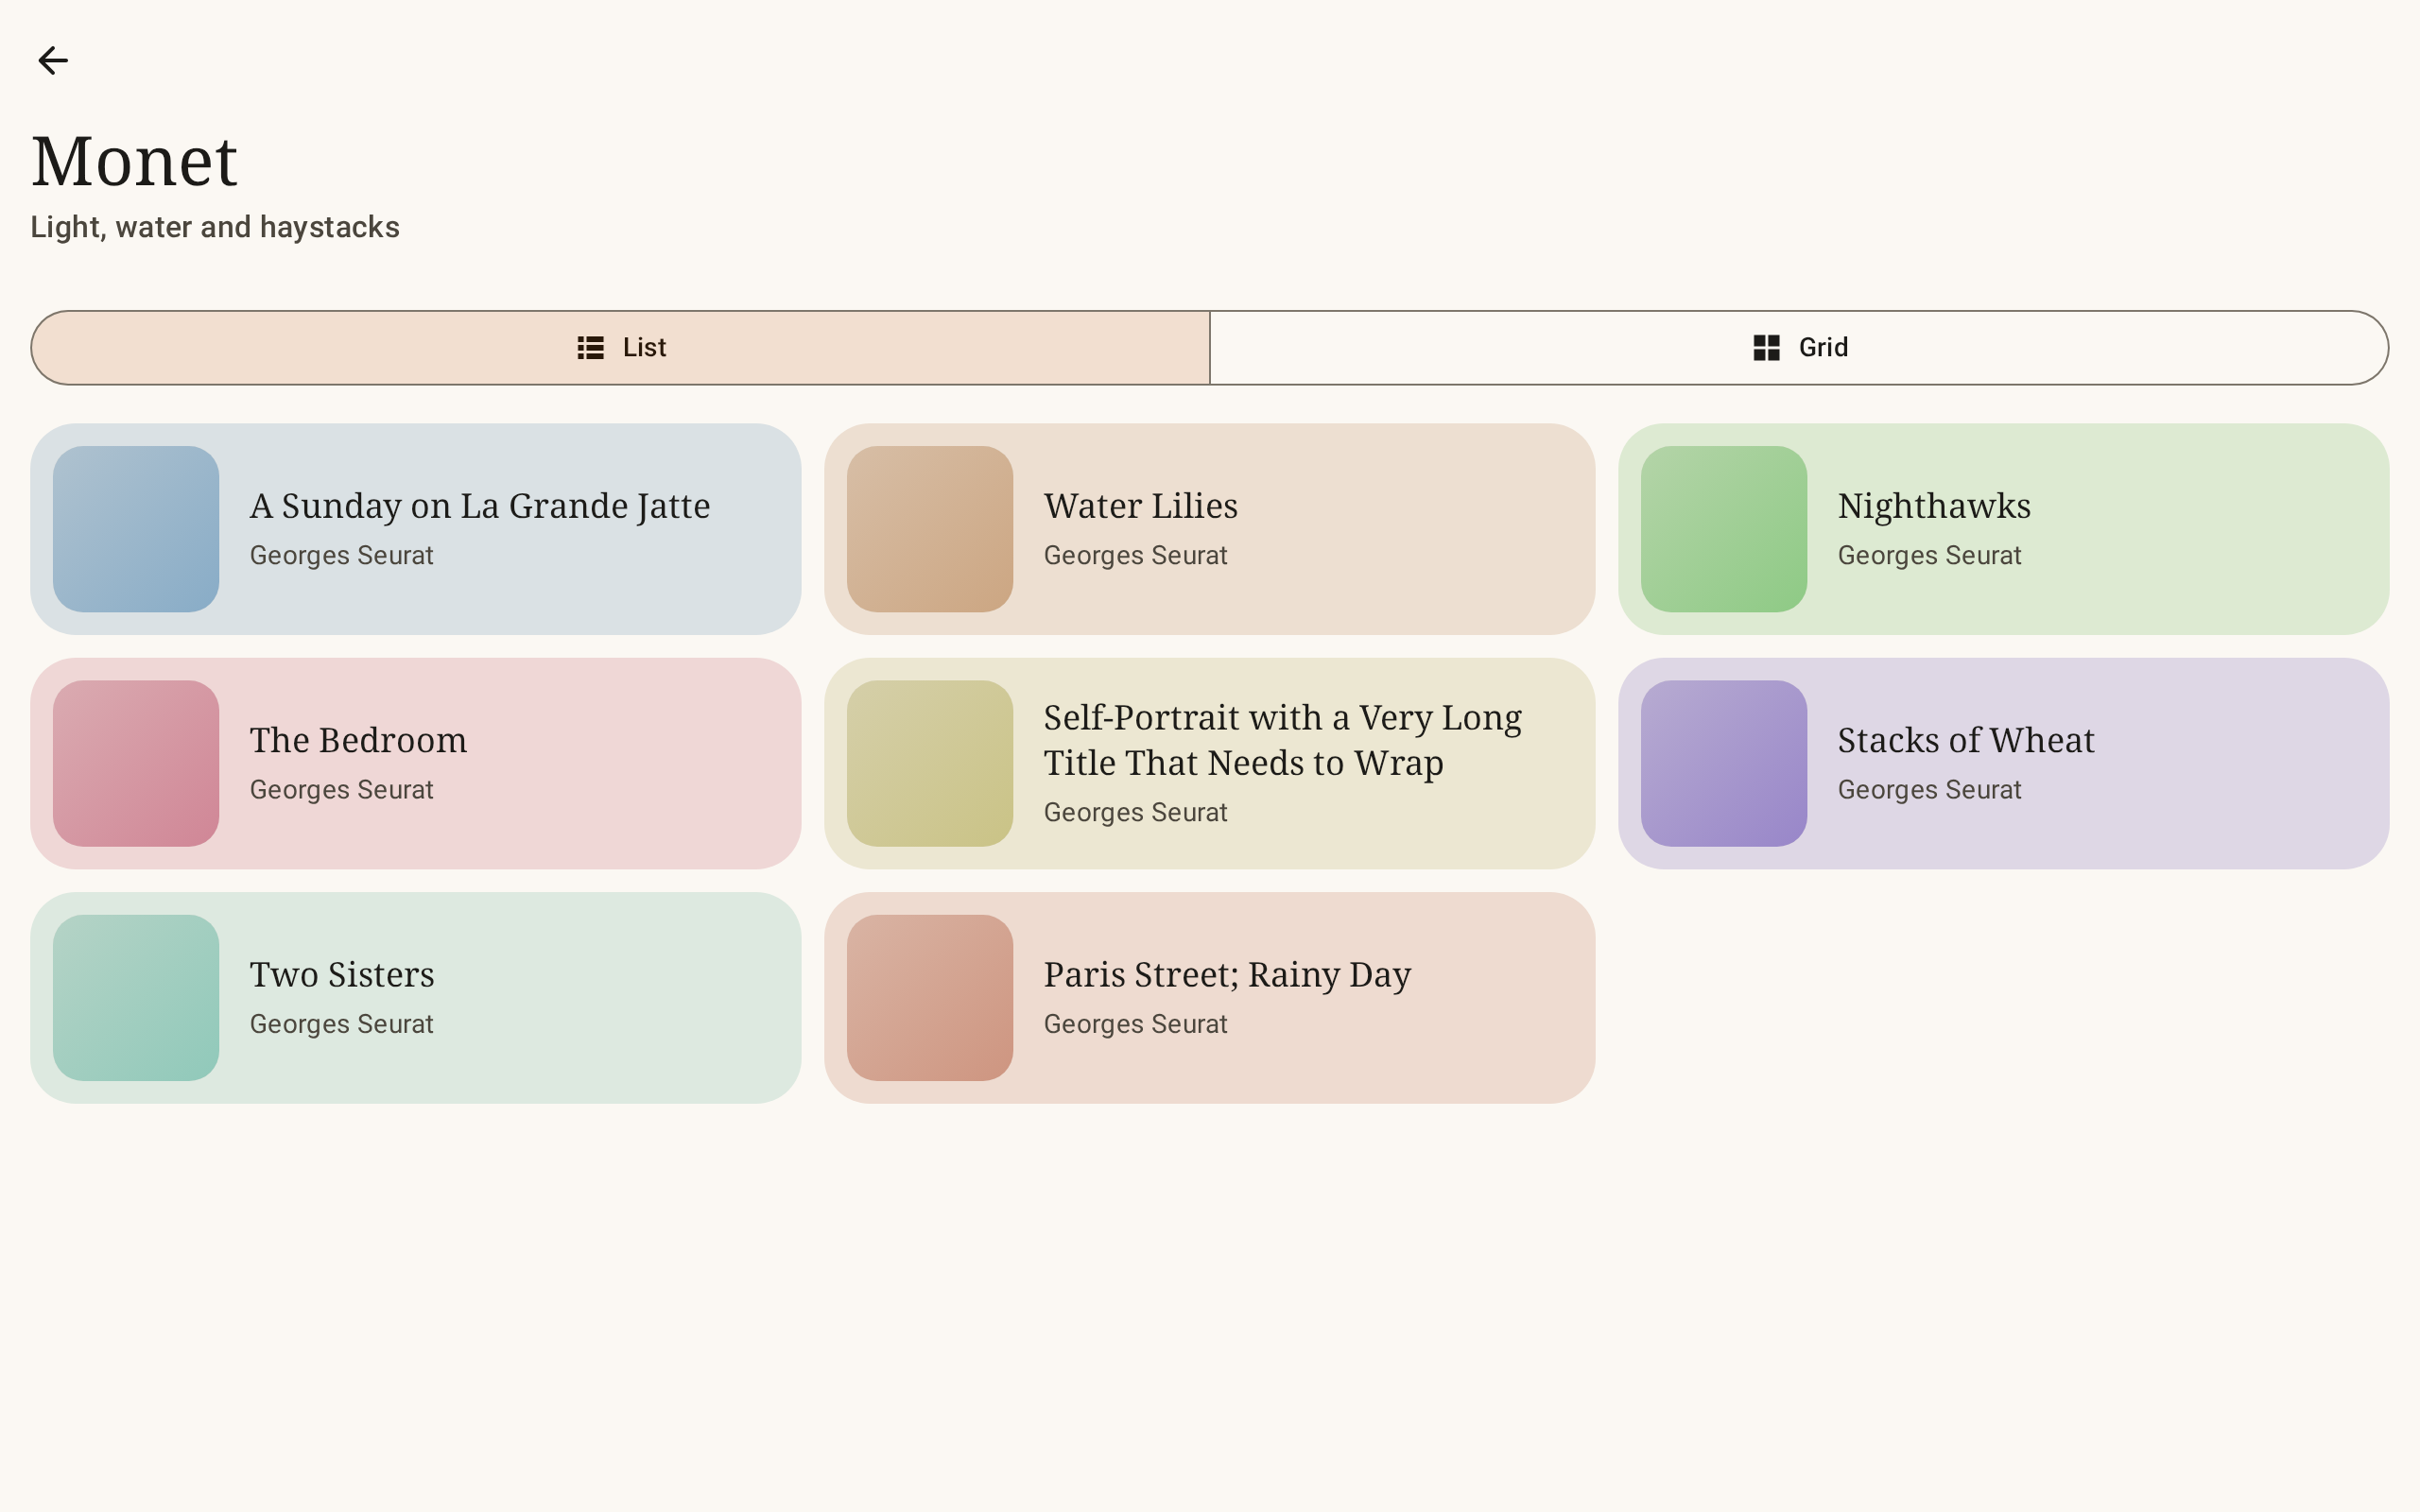 Monet
Light, water and haystacks
List
Grid
A Sunday on La Grande Jatte
Georges Seurat
Water Lilies
Georges Seurat
Nighthawks
Georges Seurat
The Bedroom
Georges Seurat
Self-Portrait with a Very Long
Title That Needs to Wrap
Georges Seurat
Stacks of Wheat
Georges Seurat
Two Sisters
Georges Seurat
Paris Street; Rainy Day
Georges Seurat